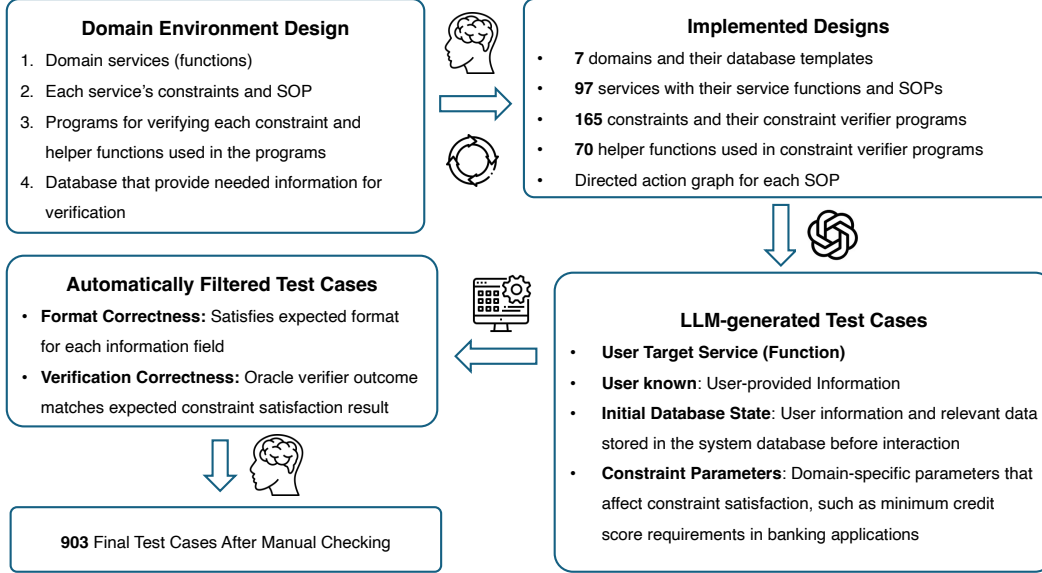 Domain Environment Design
1. Domain services (functions)
2. Each service's constraints and SOP
3. Programs for verifying each constraint and
helper functions used in the programs
4. Database that provide needed information for
verification
Implemented Designs
• 7 domains and their database templates
• 97 services with their service functions and SOPs
• 165 constraints and their constraint verifier programs
• 70 helper functions used in constraint verifier programs
• Directed action graph for each SOP
LLM-generated Test Cases
• User Target Service (Function)
• User known: User-provided Information
• Initial Database State: User information and relevant data
stored in the system database before interaction
• Constraint Parameters: Domain-specific parameters that
affect constraint satisfaction, such as minimum credit
score requirements in banking applications
Automatically Filtered Test Cases
• Format Correctness: Satisfies expected format
for each information field
• Verification Correctness: Oracle verifier outcome
matches expected constraint satisfaction result
903 Final Test Cases After Manual Checking